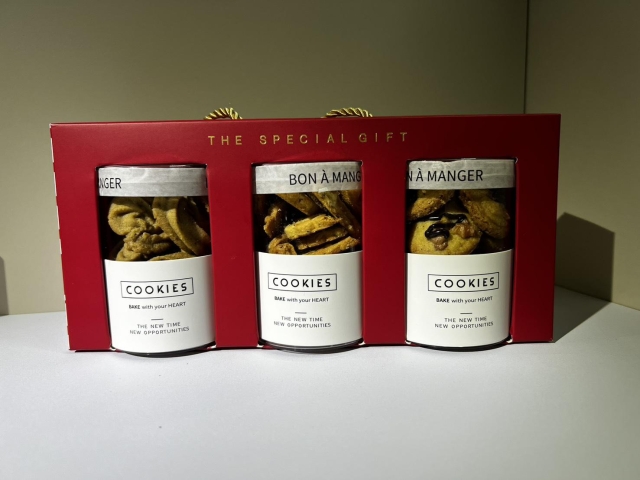 THE SPECIAL GIFT
NGER
BON À MANG
N À MANGER
COOKIES
BAKE with your HEART
THE NEW TIME
NEW OPPORTUNITIES
COOKIES
BAKE with your HEART
THE NEW TIME
NEW OPPORTUNITIES
COOKIES
BAKE with your HEART
THE NEW TIME
NEW OPPORTUNITIES